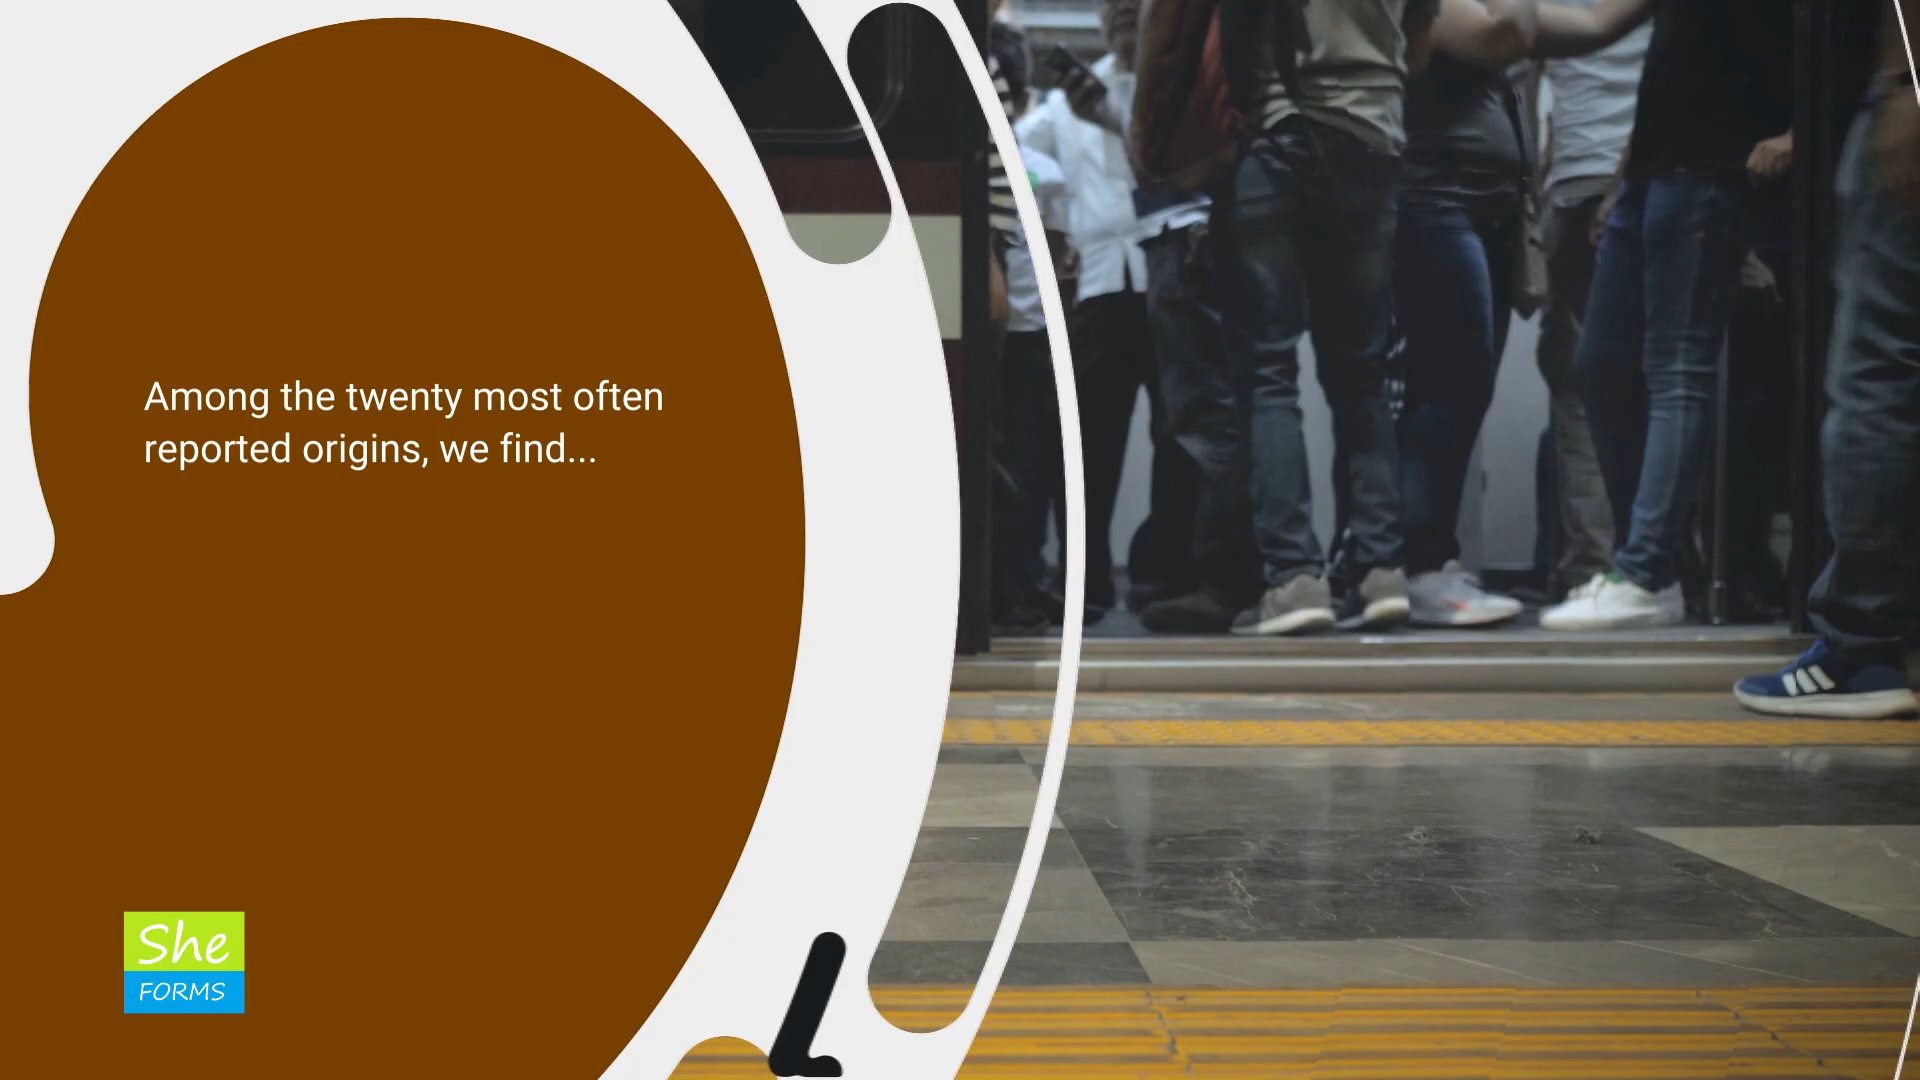 Among the twenty most often
reported origins, we find...
She
FORMS